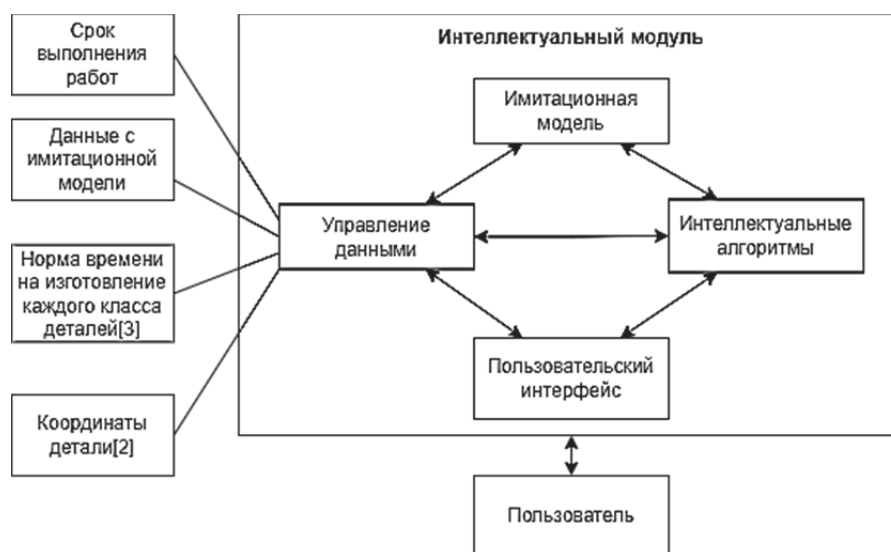 Срок
выполнения
работ
Данные с
имитационной
модели
Норма времени
на изготовление
каждого класса
деталей[3]
Координаты
детали[2]
Интеллектуальный модуль
Имитационная
модель
Управление
данными
Интеллектуальные
алгоритмы
Пользовательский
интерфейс
Пользователь